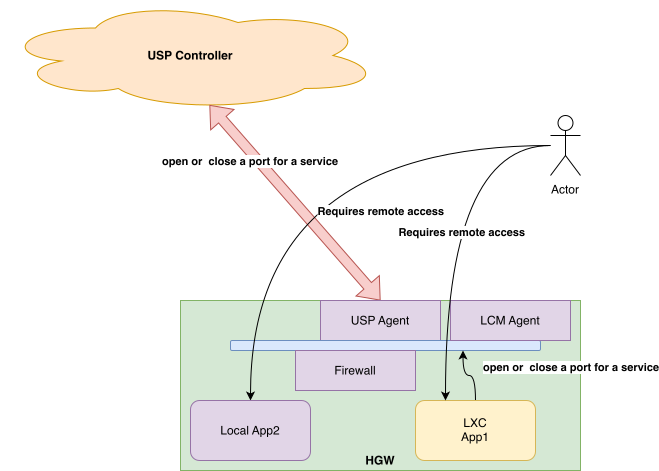 USP Controller
open or  close a port for a service
Actor
Requires remote access
Requires remote access
USP Agent
LCM Agent
Firewall
open or  close a port for a service
Local App2
LXC
App1
HGW